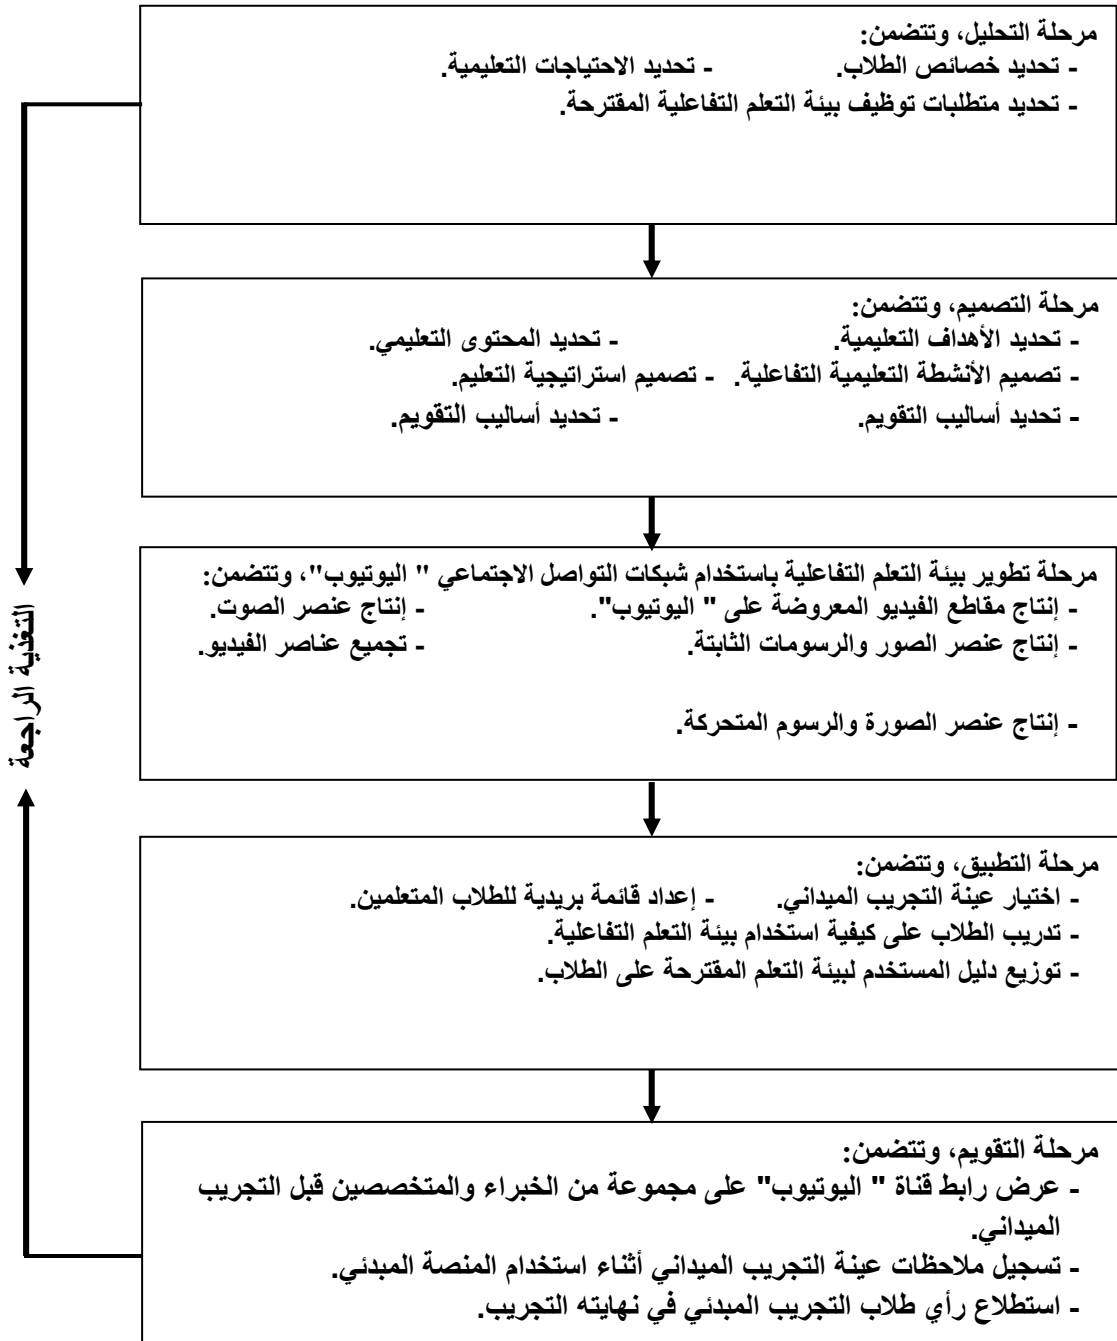 مرحلة التحليل، وتتضمن:
- تحديد خصائص الطلاب. - تحديد الاحتياجات التعليمية.
- تحديد متطلبات توظيف بيئة التعلم التفاعلية المقترحة.
مرحلة التصميم، وتتضمن:
- تحديد الأهداف التعليمية. - تحديد المحتوى التعليمي.
- تصميم الأنشطة التعليمية التفاعلية. - تصميم استراتيجية التعليم.
- تحديد أساليب التقويم. - تحديد أساليب التقويم.
مرحلة تطوير بيئة التعلم التفاعلية باستخدام شبكات التواصل الاجتماعي " اليوتيوب"، وتتضمن:
- إنتاج مقاطع الفيديو المعروضة على " اليوتيوب". - إنتاج عنصر الصوت.
- إنتاج عنصر الصور والرسومات الثابتة. - تجميع عناصر الفيديو.
- إنتاج عنصر الصورة والرسوم المتحركة.
مرحلة التطبيق، وتتضمن:
- اختيار عينة التجريب الميداني. - إعداد قائمة بريدية للطلاب المتعلمين.
- تدريب الطلاب على كيفية استخدام بيئة التعلم التفاعلية.
- توزيع دليل المستخدم لبيئة التعلم المقترحة على الطلاب.
مرحلة التقويم، وتتضمن:
- عرض رابط قناة " اليوتيوب" على مجموعة من الخبراء والمتخصصين قبل التجريب
الميداني.
- تسجيل ملاحظات عينة التجريب الميداني أثناء استخدام المنصة المبدئي.
- استطلاع رأي طلاب التجريب المبدئي في نهايته التجريب.
التغذية الراجعة